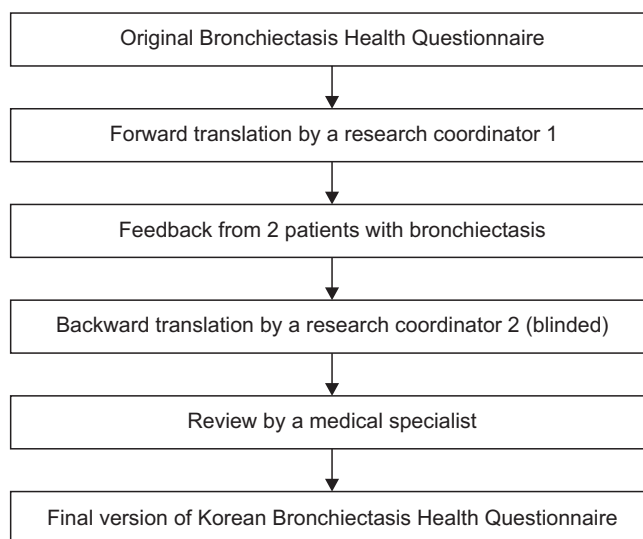 Original Bronchiectasis Health Questionnaire
Forward translation by a research coordinator 1
Feedback from 2 patients with bronchiectasis
Backward translation by a research coordinator 2 (blinded)
Review by a medical specialist
Final version of Korean Bronchiectasis Health Questionnaire